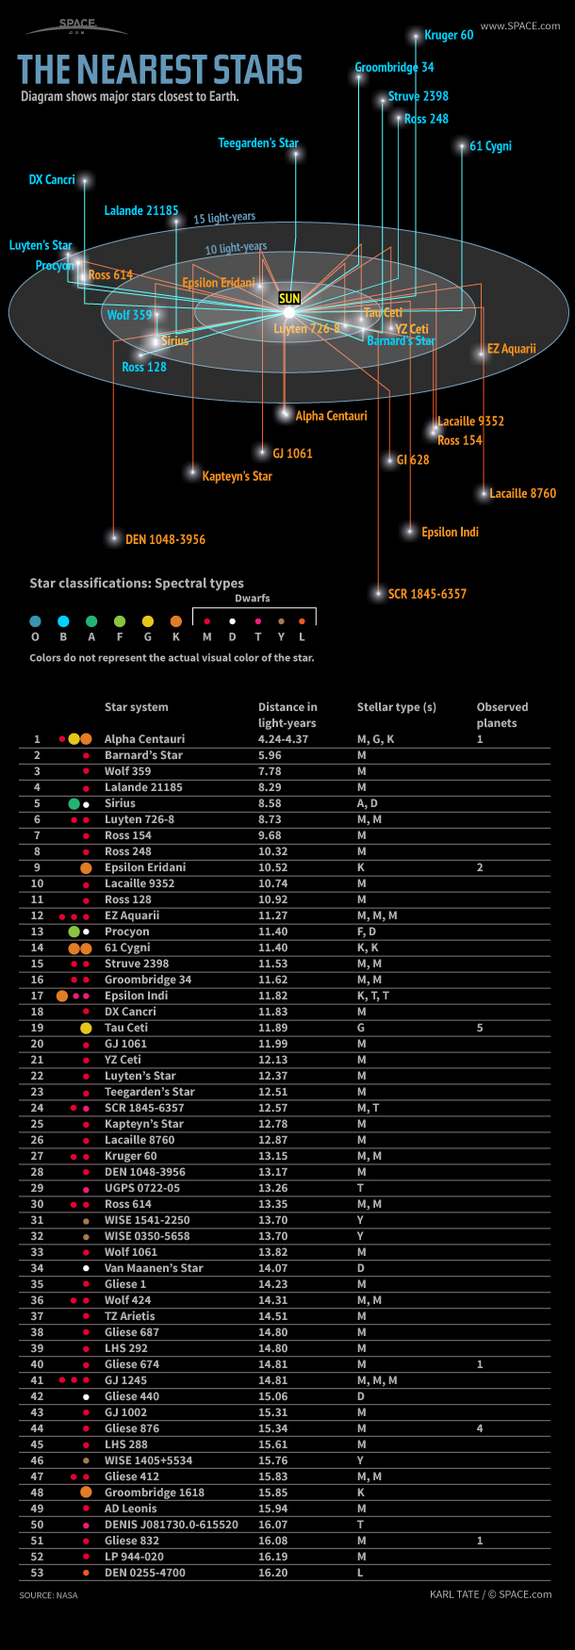 SPACE
.COM
www.SPACE.com
THE NEAREST STARS
Diagram shows major stars closest to Earth.
Kruger 60
Groombridge 34
Struve 2398
Ross 248
Teegarden's Star
61 Cygni
DX Cancri
Lalande 21185
15 light-years
Luyten's Star
10 light-years
Procyon
Ross 614
Epsilon Eridani
SUN
Wolf 359
Tau Ceti
Luyten 726-8
YZ Ceti
Sirius
Barnard's Star
EZ Aquarii
Ross 128
Alpha Centauri
Lacaille 9352
Ross 154
GJ 1061
GI 628
Kapteyn's Star
Lacaille 8760
Epsilon Indi
DEN 1048-3956
SCR 1845-6357
Star classifications: Spectral types
Dwarfs
O B A F G K M D T Y L
Colors do not represent the actual visual color of the star.
Star system Distance in light-years Stellar type (s) Observed planets
1 Alpha Centauri 4.24-4.37 M, G, K 1
2 Barnard's Star 5.96 M
3 Wolf 359 7.78 M
4 Lalande 21185 8.29 M
5 Sirius 8.58 A, D
6 Luyten 726-8 8.73 M, M
7 Ross 154 9.68 M
8 Ross 248 10.32 M
9 Epsilon Eridani 10.52 K 2
10 Lacaille 9352 10.74 M
11 Ross 128 10.92 M
12 EZ Aquarii 11.27 M, M, M
13 Procyon 11.40 F, D
14 61 Cygni 11.40 K, K
15 Struve 2398 11.53 M, M
16 Groombridge 34 11.62 M, M
17 Epsilon Indi 11.82 K, T, T
18 DX Cancri 11.83 M
19 Tau Ceti 11.89 G 5
20 GJ 1061 11.99 M
21 YZ Ceti 12.13 M
22 Luyten's Star 12.37 M
23 Teegarden's Star 12.51 M
24 SCR 1845-6357 12.57 M, T
25 Kapteyn's Star 12.78 M
26 Lacaille 8760 12.87 M
27 Kruger 60 13.15 M, M
28 DEN 1048-3956 13.17 M
29 UGPS 0722-05 13.26 T
30 Ross 614 13.35 M, M
31 WISE 1541-2250 13.70 Y
32 WISE 0350-5658 13.70 Y
33 Wolf 1061 13.82 M
34 Van Maanen's Star 14.07 D
35 Gliese 1 14.23 M
36 Wolf 424 14.31 M, M
37 TZ Arietis 14.51 M
38 Gliese 687 14.80 M
39 LHS 292 14.80 M
40 Gliese 674 14.81 M 1
41 GJ 1245 14.81 M, M, M
42 Gliese 440 15.06 D
43 GJ 1002 15.31 M
44 Gliese 876 15.34 M 4
45 LHS 288 15.61 M
46 WISE 1405+5534 15.76 Y
47 Gliese 412 15.83 M, M
48 Groombridge 1618 15.85 K
49 AD Leonis 15.94 M
50 DENIS J081730.0-615520 16.07 T
51 Gliese 832 16.08 M 1
52 LP 944-020 16.19 M
53 DEN 0255-4700 16.20 L
SOURCE: NASA
KARL TATE / © SPACE.com